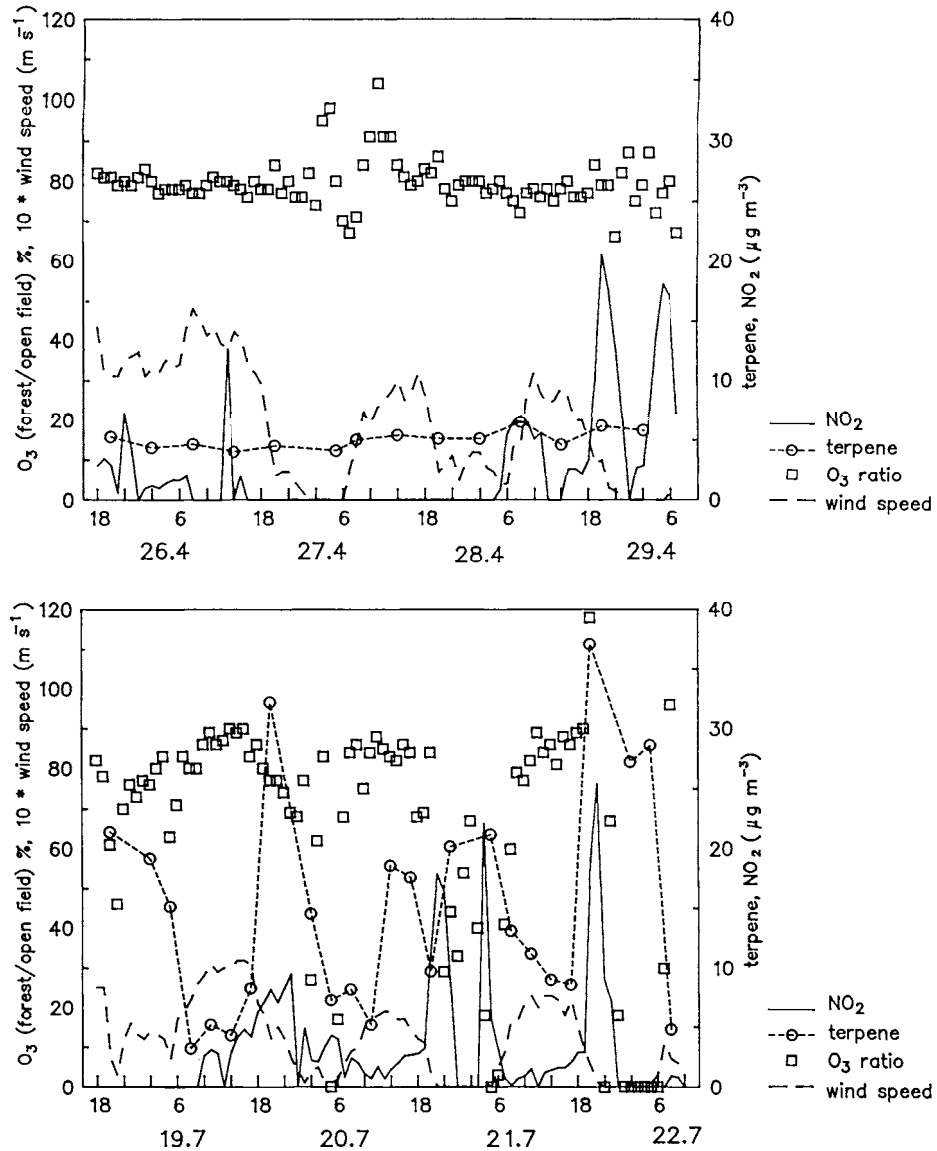 O₃ (forest/open field) %, 10 * wind speed (m s⁻¹)
120
100
80
60
40
20
0
40
30
20
10
0
terpene, NO₂ (μg m⁻³)
18 6 18 6 18 6 18 6
26.4 27.4 28.4 29.4
NO₂
terpene
O₃ ratio
wind speed
O₃ (forest/open field) %, 10 * wind speed (m s⁻¹)
120
100
80
60
40
20
0
40
30
20
10
0
terpene, NO₂ (μg m⁻³)
18 6 18 6 18 6 18 6
19.7 20.7 21.7 22.7
NO₂
terpene
O₃ ratio
wind speed